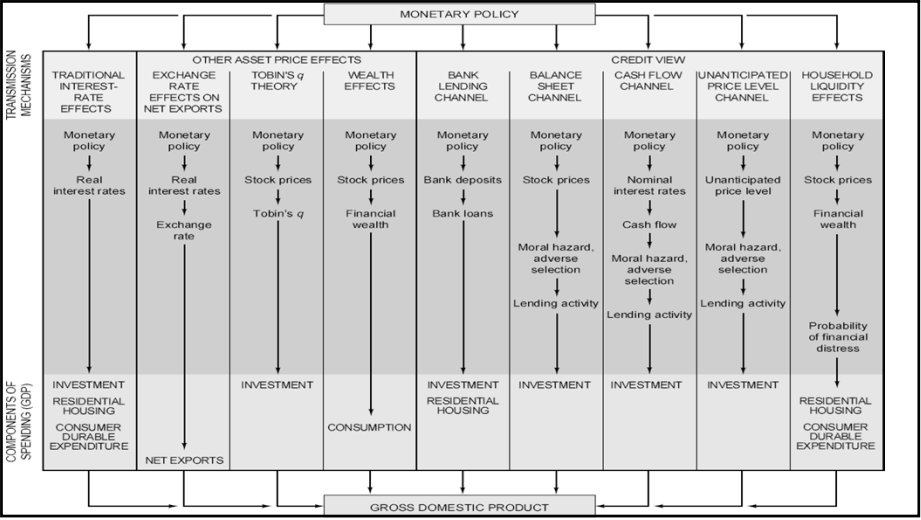 MONETARY POLICY
TRANSMISSION
MECHANISMS
OTHER ASSET PRICE EFFECTS
CREDIT VIEW
TRADITIONAL
INTEREST-
RATE
EFFECTS
EXCHANGE
RATE
EFFECTS ON
NET EXPORTS
TOBIN'S q
THEORY
WEALTH
EFFECTS
BANK
LENDING
CHANNEL
BALANCE
SHEET
CHANNEL
CASH FLOW
CHANNEL
UNANTICIPATED
PRICE LEVEL
CHANNEL
HOUSEHOLD
LIQUIDITY
EFFECTS
Monetary
policy
Real
interest rates
Monetary
policy
Real
interest rates
Exchange
rate
Monetary
policy
Stock prices
Tobin's q
Monetary
policy
Stock prices
Financial
wealth
Monetary
policy
Bank deposits
Bank loans
Monetary
policy
Stock prices
Moral hazard,
adverse
selection
Lending activity
Monetary
policy
Nominal
interest rates
Cash flow
Moral hazard,
adverse
selection
Lending activity
Monetary
policy
Unanticipated
price level
Moral hazard,
adverse
selection
Lending activity
Monetary
policy
Stock prices
Financial
wealth
Probability
of financial
distress
COMPONENTS OF
SPENDING (GDP)
INVESTMENT
RESIDENTIAL
HOUSING
CONSUMER
DURABLE
EXPENDITURE
NET EXPORTS
INVESTMENT
CONSUMPTION
INVESTMENT
RESIDENTIAL
HOUSING
INVESTMENT
INVESTMENT
INVESTMENT
RESIDENTIAL
HOUSING
CONSUMER
DURABLE
EXPENDITURE
GROSS DOMESTIC PRODUCT